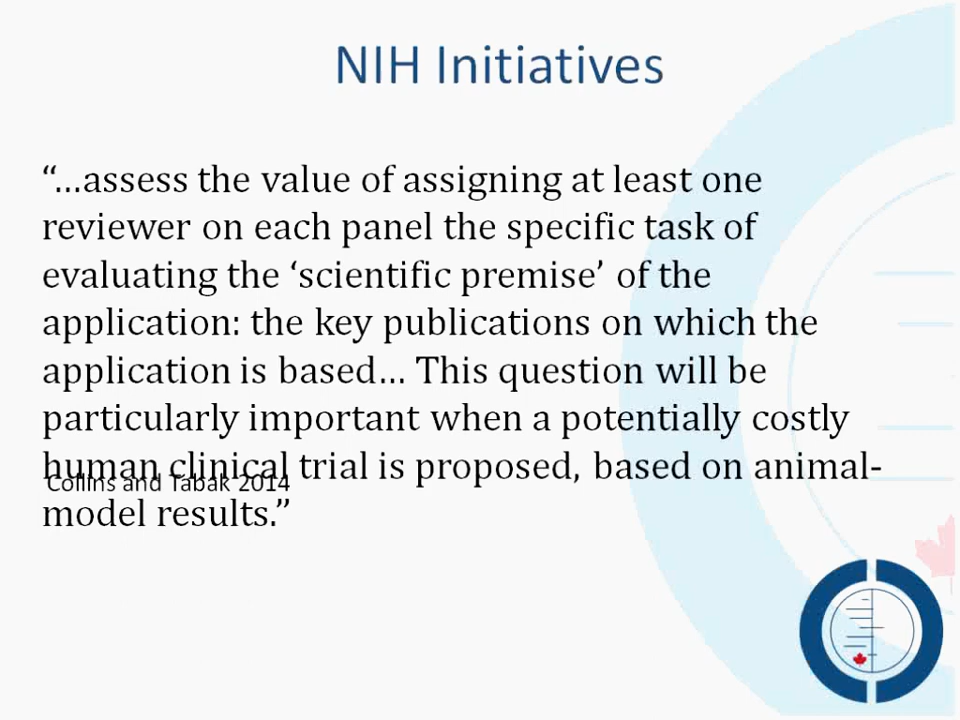 NIH Initiatives
“…assess the value of assigning at least one
reviewer on each panel the specific task of
evaluating the ‘scientific premise’ of the
application: the key publications on which the
application is based… This question will be
particularly important when a potentially costly
human clinical trial is proposed, based on animal-
Collins and Tabak 2014
model results.”